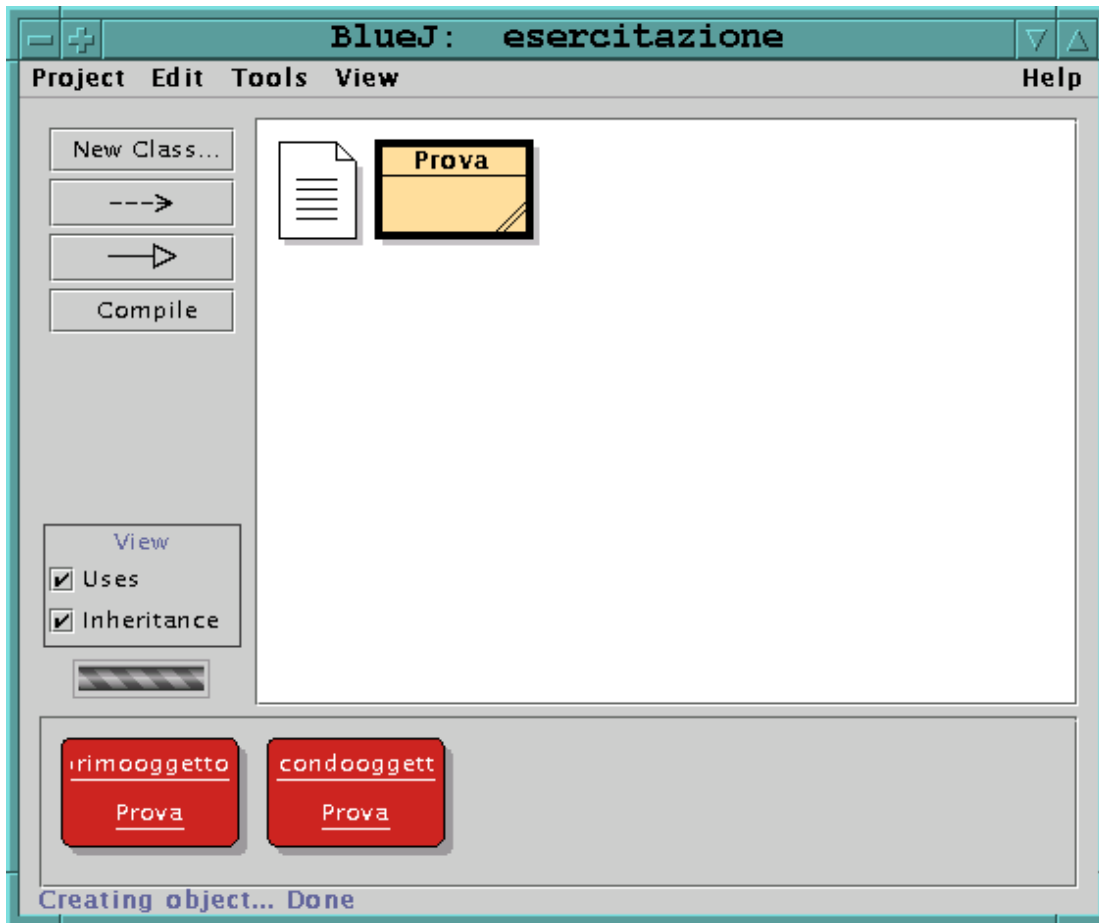 BlueJ: esercitazione
Project Edit Tools View Help
New Class...
Prova
Compile
View
Uses
Inheritance
rimooggetto
Prova
condooggett
Prova
Creating object... Done